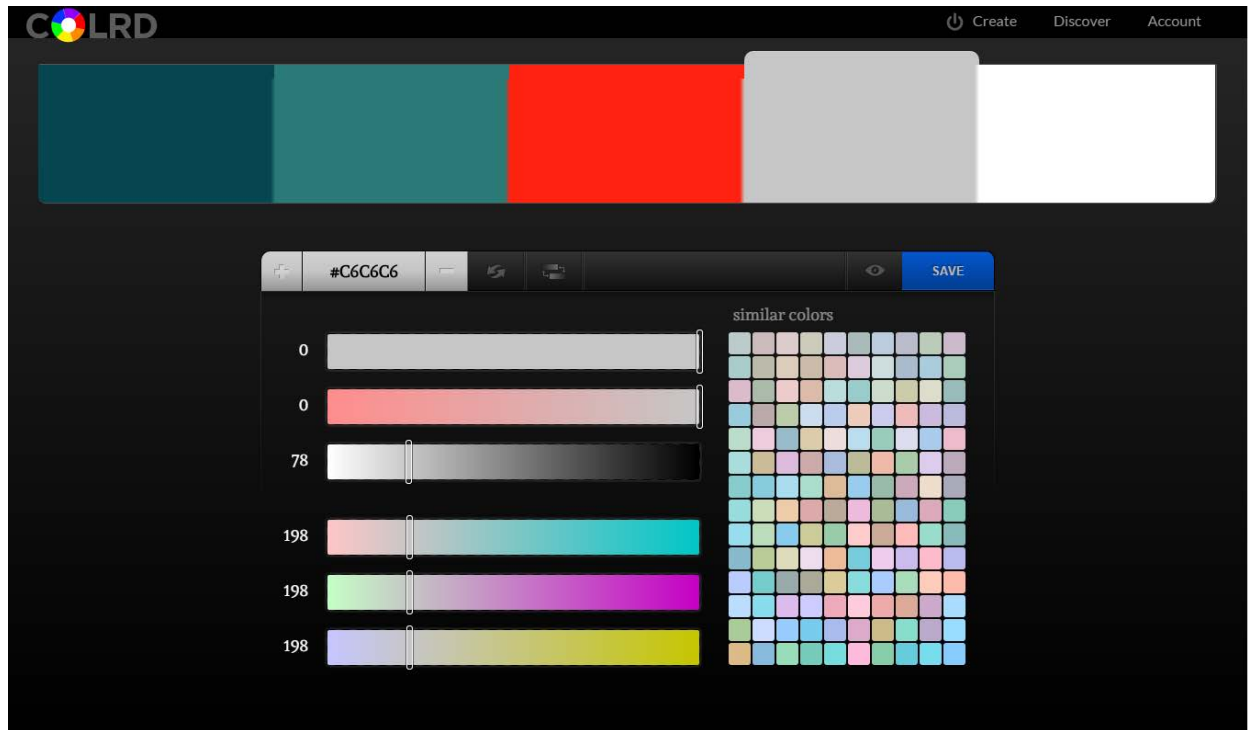 COLRD
Create Discover Account
#C6C6C6
SAVE
similar colors
0
0
78
198
198
198